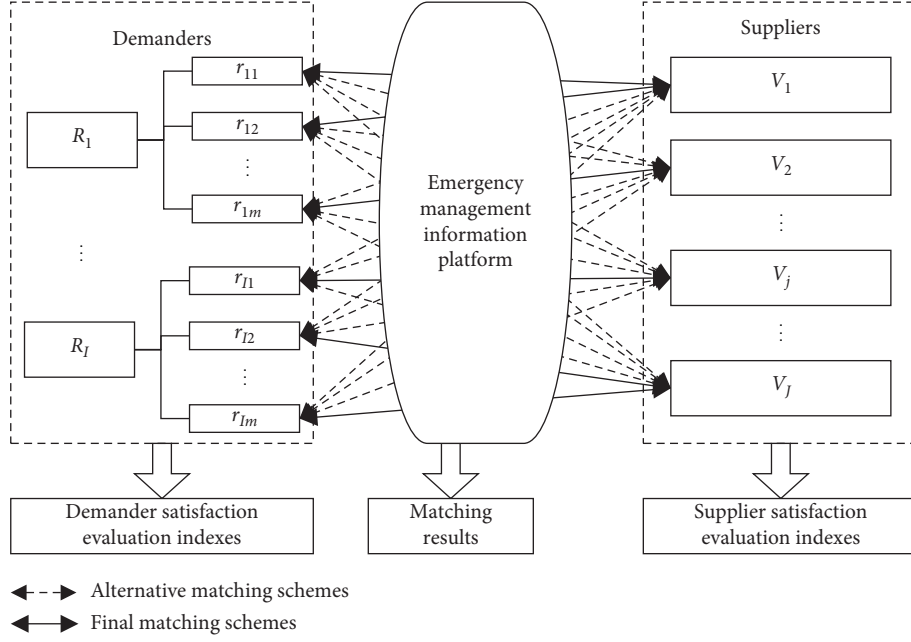 Demanders
Suppliers
r11
r12
⋮
r1m
R1
⋮
rI1
rI2
⋮
rIm
RI
Emergency
management
information
platform
V1
V2
⋮
Vj
⋮
VJ
Demander satisfaction
evaluation indexes
Matching
results
Supplier satisfaction
evaluation indexes
Alternative matching schemes
Final matching schemes